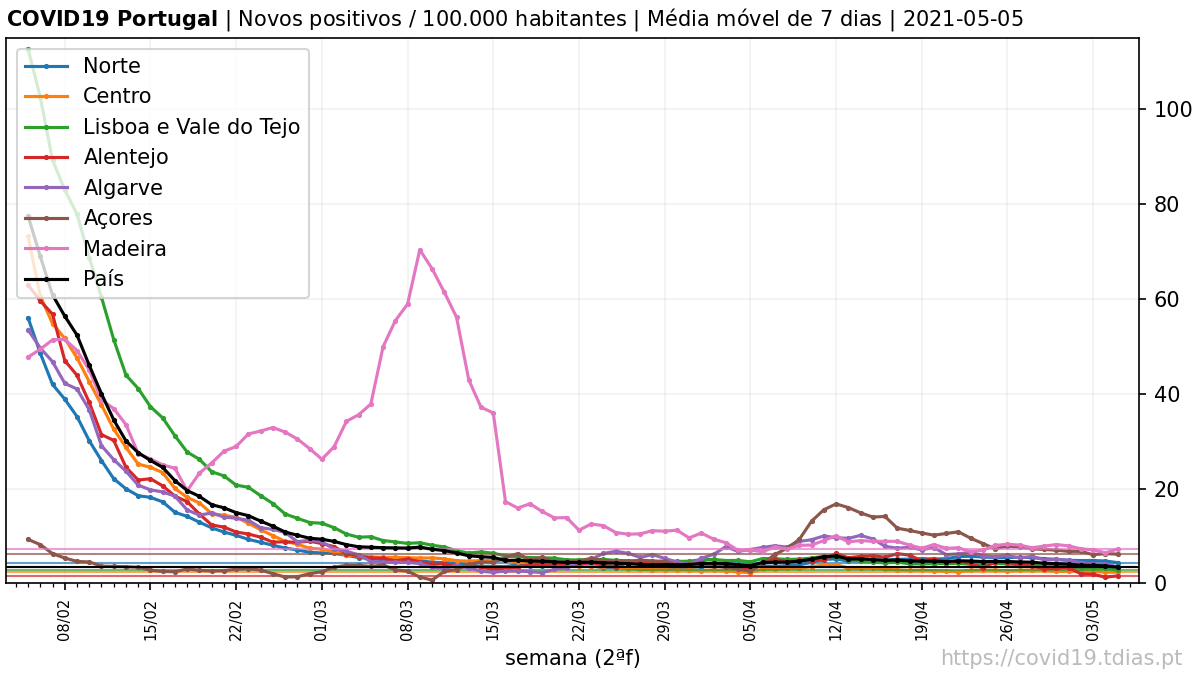 COVID19 Portugal | Novos positivos / 100.000 habitantes | Média móvel de 7 dias | 2021-05-05
Norte
Centro
Lisboa e Vale do Tejo
Alentejo
Algarve
Açores
Madeira
País
100
80
60
40
20
0
08/02
15/02
22/02
01/03
08/03
15/03
22/03
29/03
05/04
12/04
19/04
26/04
03/05
semana (2ªf)
https://covid19.tdias.pt